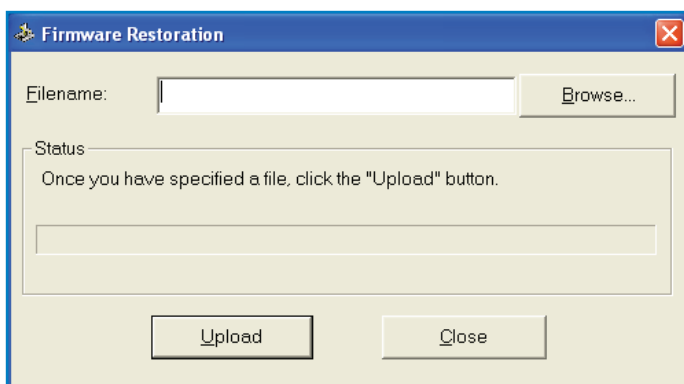 Firmware Restoration
Filename:
Browse...
Status
Once you have specified a file, click the "Upload" button.
Upload
Close